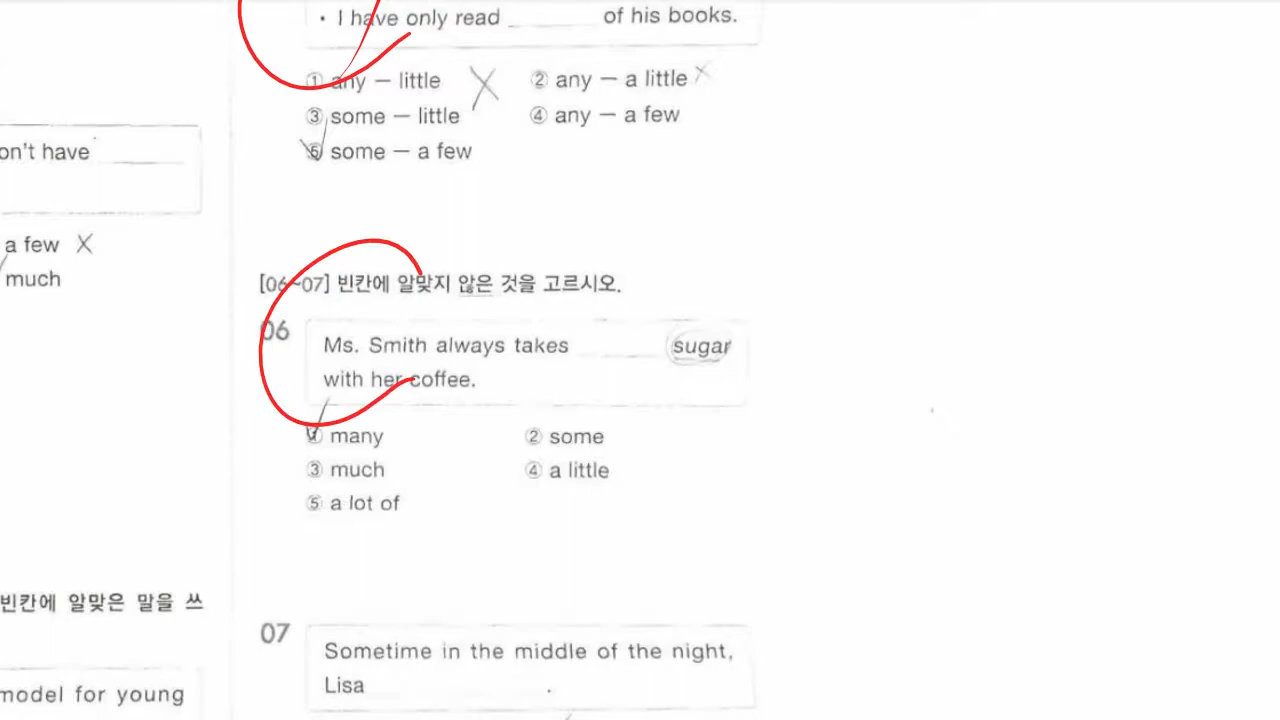 on't have
a few X
much
빈칸에 알맞은 말을 쓰
model for young
• I have only read ______ of his books.
① any – little
② any – a little
③ some – little
④ any – a few
⑤ some – a few
[06~07] 빈칸에 알맞지 않은 것을 고르시오.
06
Ms. Smith always takes ______ sugar
with her coffee.
① many
② some
③ much
④ a little
⑤ a lot of
07
Sometime in the middle of the night,
Lisa ______.